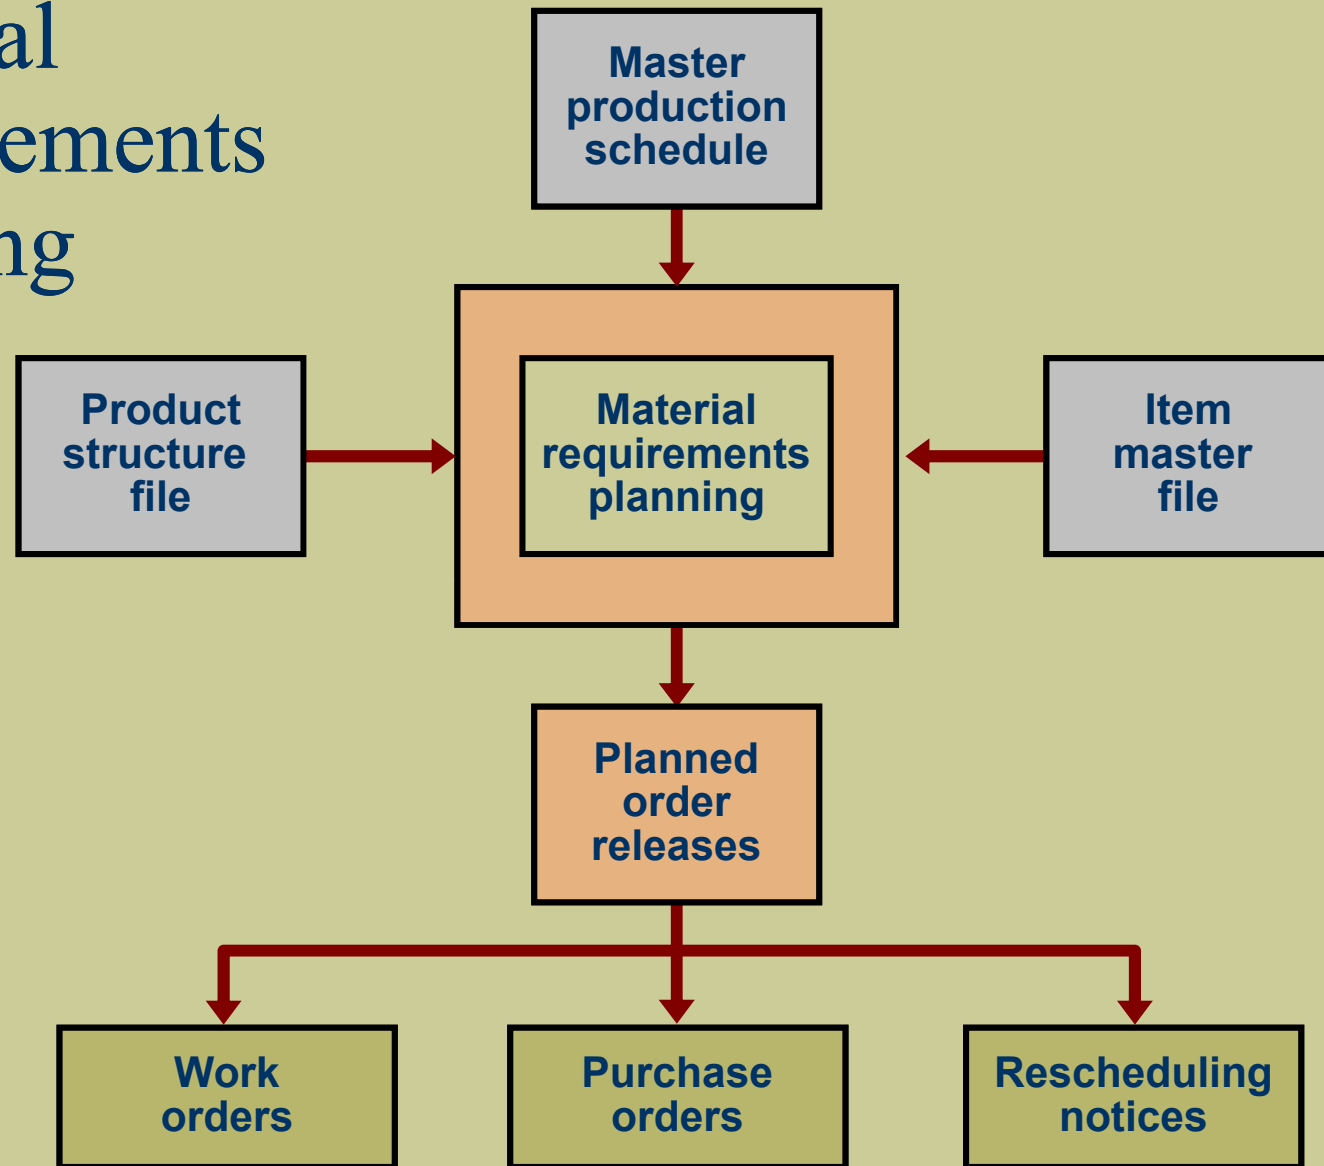 al
ements
ng
Master
production
schedule
Product
structure
file
Material
requirements
planning
Item
master
file
Planned
order
releases
Work
orders
Purchase
orders
Rescheduling
notices